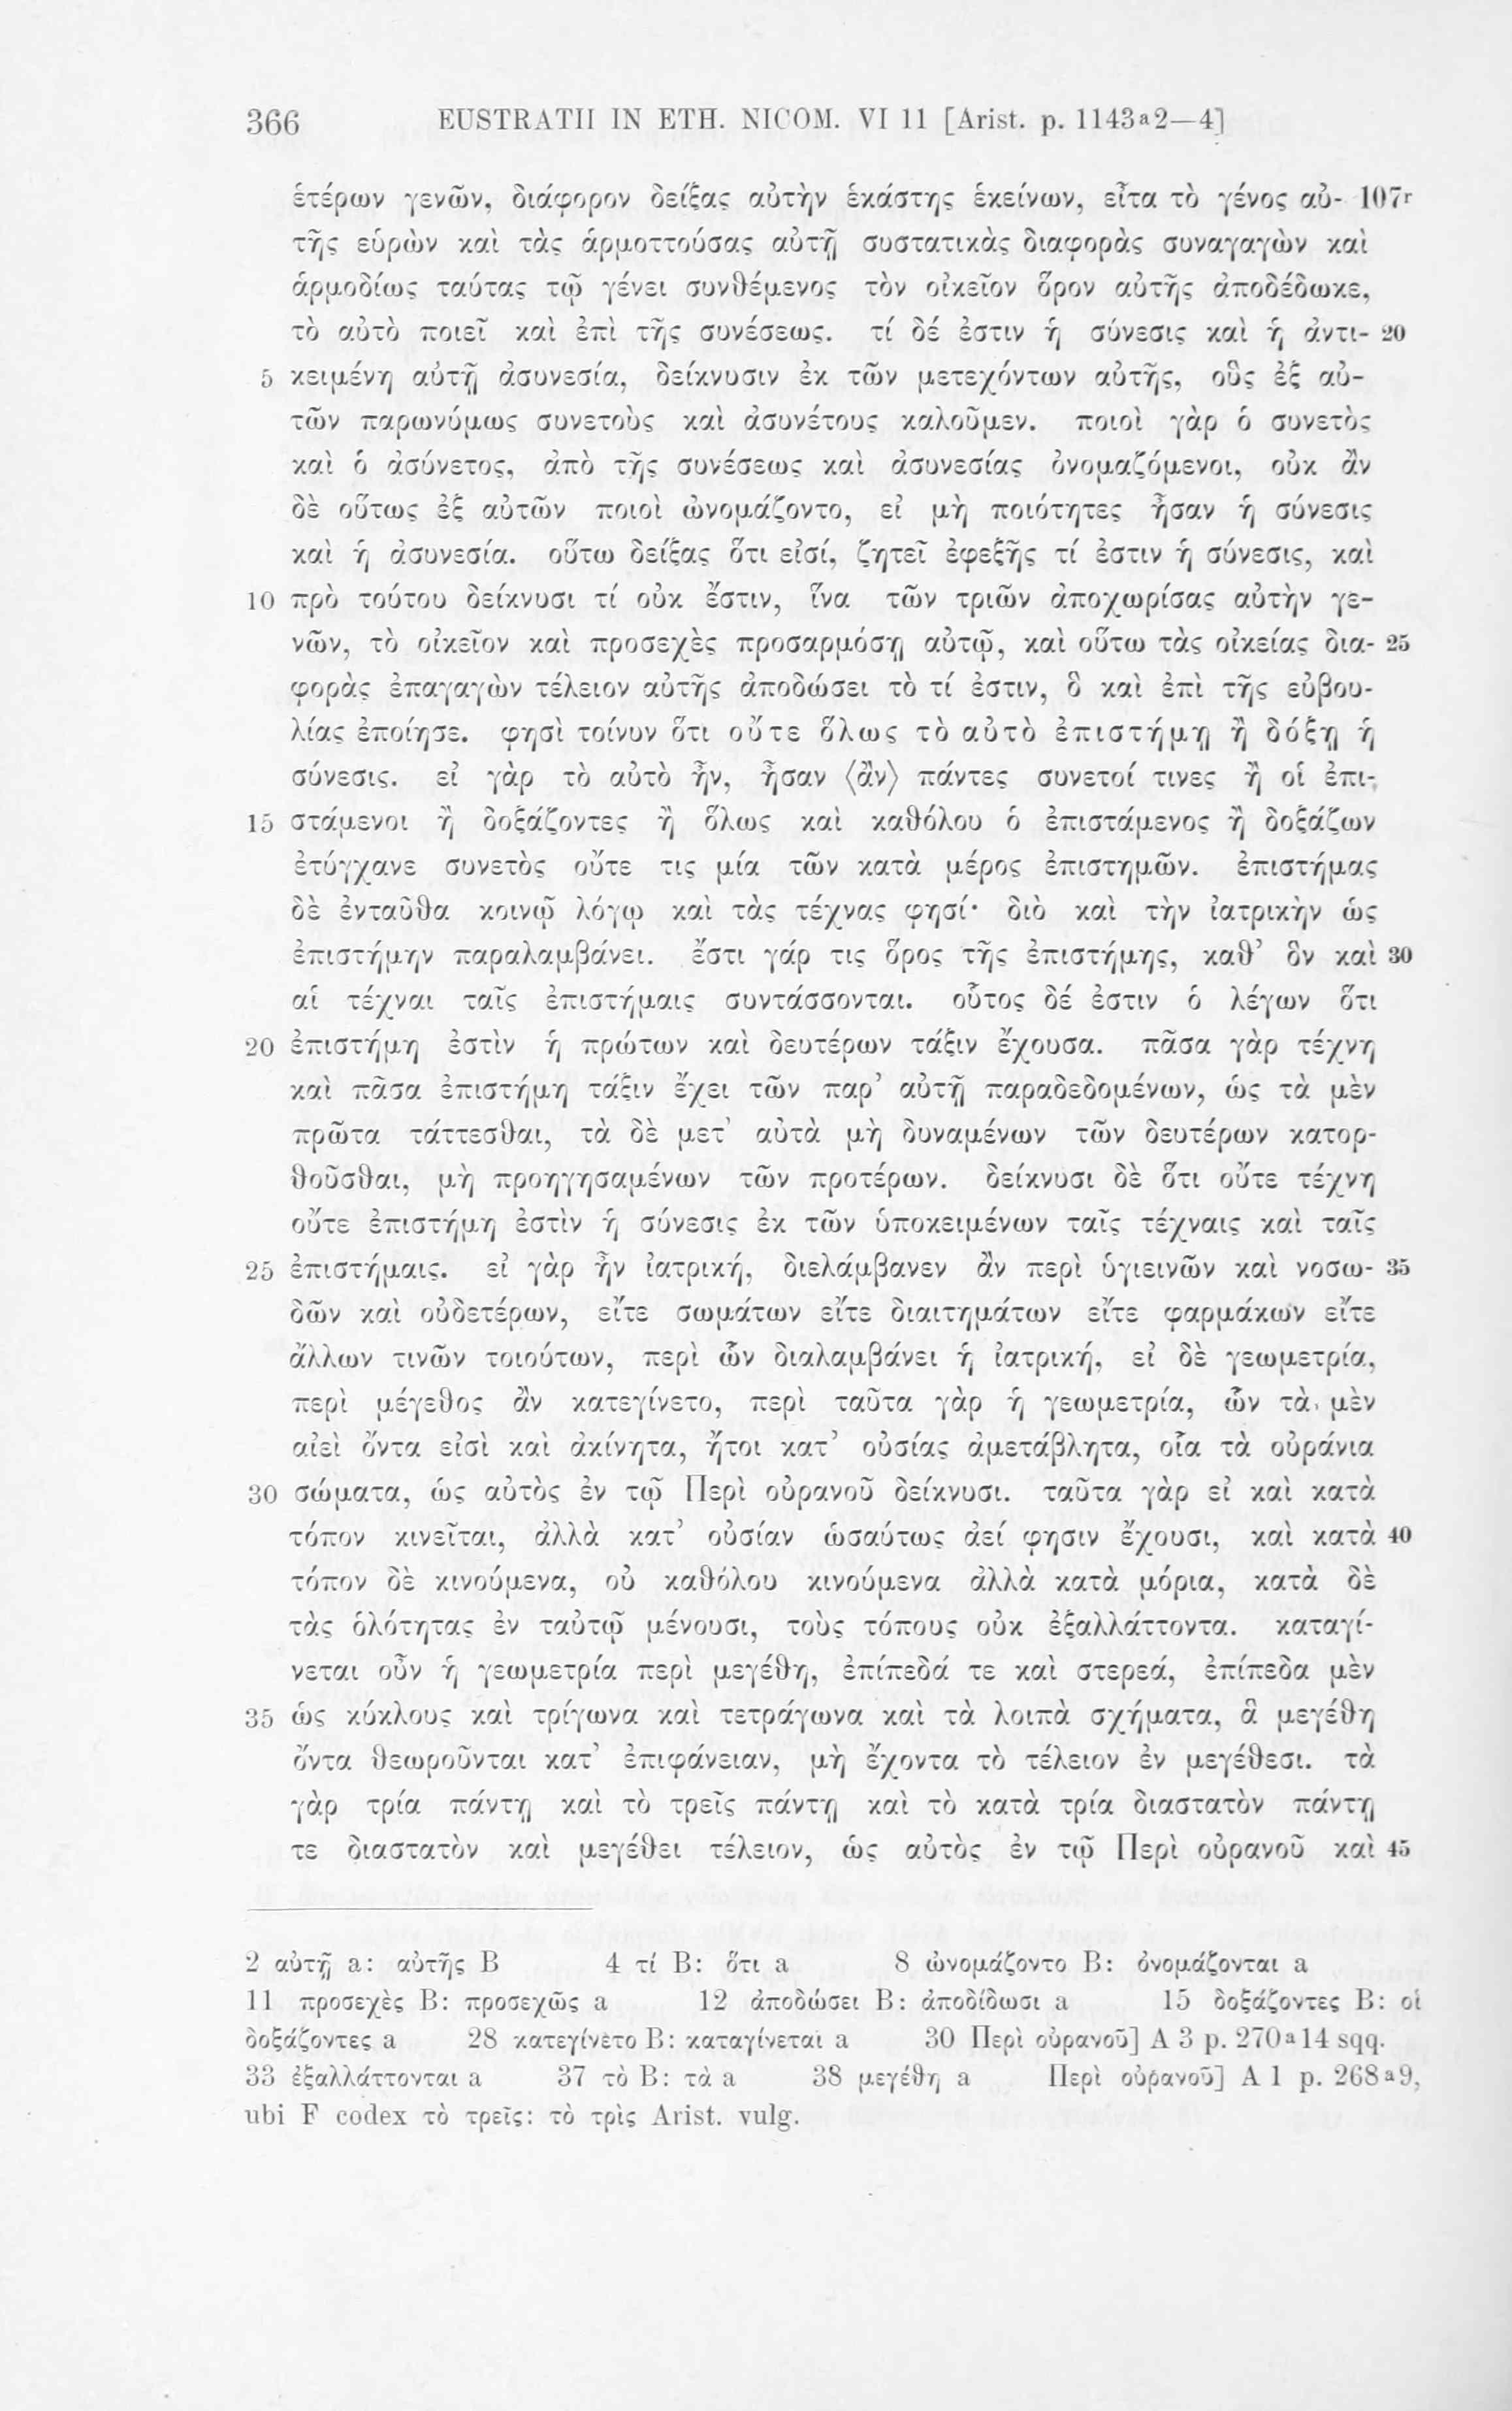 366 EUSTRATII IN ETH. NICOM. VI 11 [Arist. p. 1143a2—4]
ἑτέρων γενῶν, διάφορον δείξας αὐτὴν ἑκάστης ἐκείνων, εἶτα τὸ γένος αὐ- 107r
τῆς εὑρὼν καὶ τὰς ἁρμοττούσας αὐτῇ συστατικὰς διαφορὰς συναγαγὼν καὶ
ἁρμοδίως ταύτας τῷ γένει συνθέμενος τὸν οἰκεῖον ὅρον αὐτῆς ἀποδέδωκε,
τὸ αὐτὸ ποιεῖ καὶ ἐπὶ τῆς συνέσεως. τί δέ ἐστιν ἡ σύνεσις καὶ ἡ ἀντι- 20
5 κειμένη αὐτῇ ἀσυνεσία, δείκνυσιν ἐκ τῶν μετεχόντων αὐτῆς, οὓς ἐξ αὐ-
τῶν παρωνύμως συνετοὺς καὶ ἀσυνέτους καλοῦμεν. ποιοὶ γὰρ ὁ συνετὸς
καὶ ὁ ἀσύνετος, ἀπὸ τῆς συνέσεως καὶ ἀσυνεσίας ὀνομαζόμενοι, οὐκ ἂν
δὲ οὕτως ἐξ αὐτῶν ποιοὶ ὠνομάζοντο, εἰ μὴ ποιότητες ἦσαν ἡ σύνεσις
καὶ ἡ ἀσυνεσία. οὕτω δείξας ὅτι εἰσί, ζητεῖ ἐφεξῆς τί ἐστιν ἡ σύνεσις, καὶ
10 πρὸ τούτου δείκνυσι τί οὐκ ἔστιν, ἵνα τῶν τριῶν ἀποχωρίσας αὐτὴν γε-
νῶν, τὸ οἰκεῖον καὶ προσεχὲς προσαρμόσῃ αὐτῷ, καὶ οὕτω τὰς οἰκείας δια- 25
φορὰς ἐπαγαγὼν τέλειον αὐτῆς ἀποδώσει τὸ τί ἐστιν, ὃ καὶ ἐπὶ τῆς εὐβου-
λίας ἐποίησε. φησὶ τοίνυν ὅτι οὔτε ὅλως τὸ αὐτὸ ἐπιστήμῃ ἢ δόξῃ ἡ
σύνεσις. εἰ γὰρ τὸ αὐτὸ ἦν, ἦσαν ⟨ἂν⟩ πάντες συνετοί τινες ἢ οἱ ἐπι-
15 στάμενοι ἢ δοξάζοντες ἢ ὅλως καὶ καθόλου ὁ ἐπιστάμενος ἢ δοξάζων
ἐτύγχανε συνετὸς οὔτε τις μία τῶν κατὰ μέρος ἐπιστημῶν. ἐπιστήμας
δὲ ἐνταῦθα κοινῷ λόγῳ καὶ τὰς τέχνας φησί· διὸ καὶ τὴν ἰατρικὴν ὡς
ἐπιστήμην παραλαμβάνει. ἔστι γάρ τις ὅρος τῆς ἐπιστήμης, καθ’ ὃν καὶ 30
αἱ τέχναι ταῖς ἐπιστήμαις συντάσσονται. οὗτος δέ ἐστιν ὁ λέγων ὅτι
20 ἐπιστήμη ἐστὶν ἡ πρώτων καὶ δευτέρων τάξιν ἔχουσα. πᾶσα γὰρ τέχνη
καὶ πᾶσα ἐπιστήμη τάξιν ἔχει τῶν παρ’ αὐτῇ παραδεδομένων, ὡς τὰ μὲν
πρῶτα τάττεσθαι, τὰ δὲ μετ’ αὐτὰ μὴ δυναμένων τῶν δευτέρων κατορ-
θοῦσθαι, μὴ προηγησαμένων τῶν προτέρων. δείκνυσι δὲ ὅτι οὔτε τέχνη
οὔτε ἐπιστήμη ἐστὶν ἡ σύνεσις ἐκ τῶν ὑποκειμένων ταῖς τέχναις καὶ ταῖς
25 ἐπιστήμαις. εἰ γὰρ ἦν ἰατρική, διελάμβανεν ἂν περὶ ὑγιεινῶν καὶ νοσω- 35
δῶν καὶ οὐδετέρων, εἴτε σωμάτων εἴτε διαιτημάτων εἴτε φαρμάκων εἴτε
ἄλλων τινῶν τοιούτων, περὶ ὧν διαλαμβάνει ἡ ἰατρική, εἰ δὲ γεωμετρία,
περὶ μέγεθος ἂν κατεγίνετο, περὶ ταῦτα γὰρ ἡ γεωμετρία, ὧν τὰ μὲν
αἰεὶ ὄντα εἰσὶ καὶ ἀκίνητα, ἤτοι κατ’ οὐσίας ἀμετάβλητα, οἷα τὰ οὐράνια
30 σώματα, ὡς αὐτὸς ἐν τῷ Περὶ οὐρανοῦ δείκνυσι. ταῦτα γὰρ εἰ καὶ κατὰ
τόπον κινεῖται, ἀλλὰ κατ’ οὐσίαν ὡσαύτως ἀεί φησιν ἔχουσι, καὶ κατὰ 40
τόπον δὲ κινούμενα, οὐ καθόλου κινούμενα ἀλλὰ κατὰ μόρια, κατὰ δὲ
τὰς ὁλότητας ἐν ταὐτῷ μένουσι, τοὺς τόπους οὐκ ἐξαλλάττοντα. καταγί-
νεται οὖν ἡ γεωμετρία περὶ μεγέθη, ἐπίπεδά τε καὶ στερεά, ἐπίπεδα μὲν
35 ὡς κύκλους καὶ τρίγωνα καὶ τετράγωνα καὶ τὰ λοιπὰ σχήματα, ἃ μεγέθη
ὄντα θεωροῦνται κατ’ ἐπιφάνειαν, μὴ ἔχοντα τὸ τέλειον ἐν μεγέθεσι. τὰ
γὰρ τρία πάντῃ καὶ τὸ τρεῖς πάντῃ καὶ τὸ κατὰ τρία διαστατὸν πάντῃ
τε διαστατὸν καὶ μεγέθει τέλειον, ὡς αὐτὸς ἐν τῷ Περὶ οὐρανοῦ καὶ 45
2 αὐτῇ a: αὐτῆς B 4 τί B: ὅτι a 8 ὠνομάζοντο B: ὀνομάζονται a
11 προσεχὲς B: προσεχῶς a 12 ἀποδώσει B: ἀποδίδωσι a 15 δοξάζοντες B: οἱ
δοξάζοντες a 28 κατεγίνετο B: καταγίνεται a 30 Περὶ οὐρανοῦ] A 3 p. 270a14 sqq.
33 ἐξαλλάττονται a 37 τὸ B: τὰ a 38 μεγέθη a Περὶ οὐρανοῦ] A 1 p. 268a9,
ubi F codex τὸ τρεῖς: τὸ τρὶς Arist. vulg.